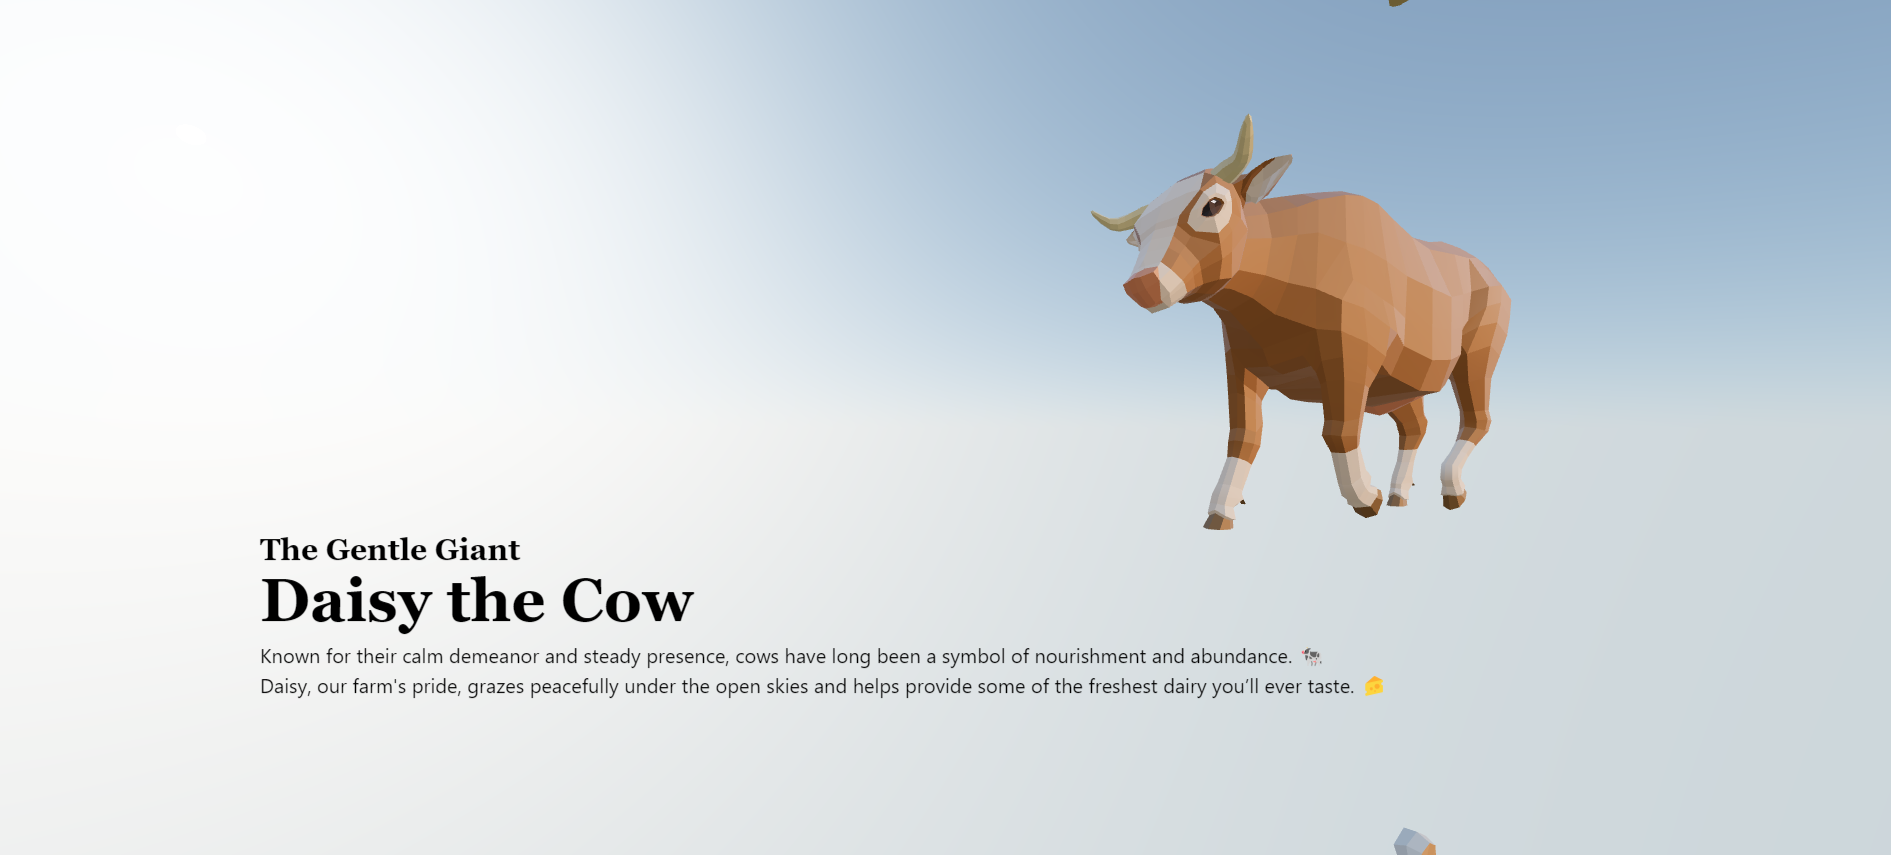 The Gentle Giant
Daisy the Cow
Known for their calm demeanor and steady presence, cows have long been a symbol of nourishment and abundance. 🐄
Daisy, our farm's pride, grazes peacefully under the open skies and helps provide some of the freshest dairy you’ll ever taste. 🧀